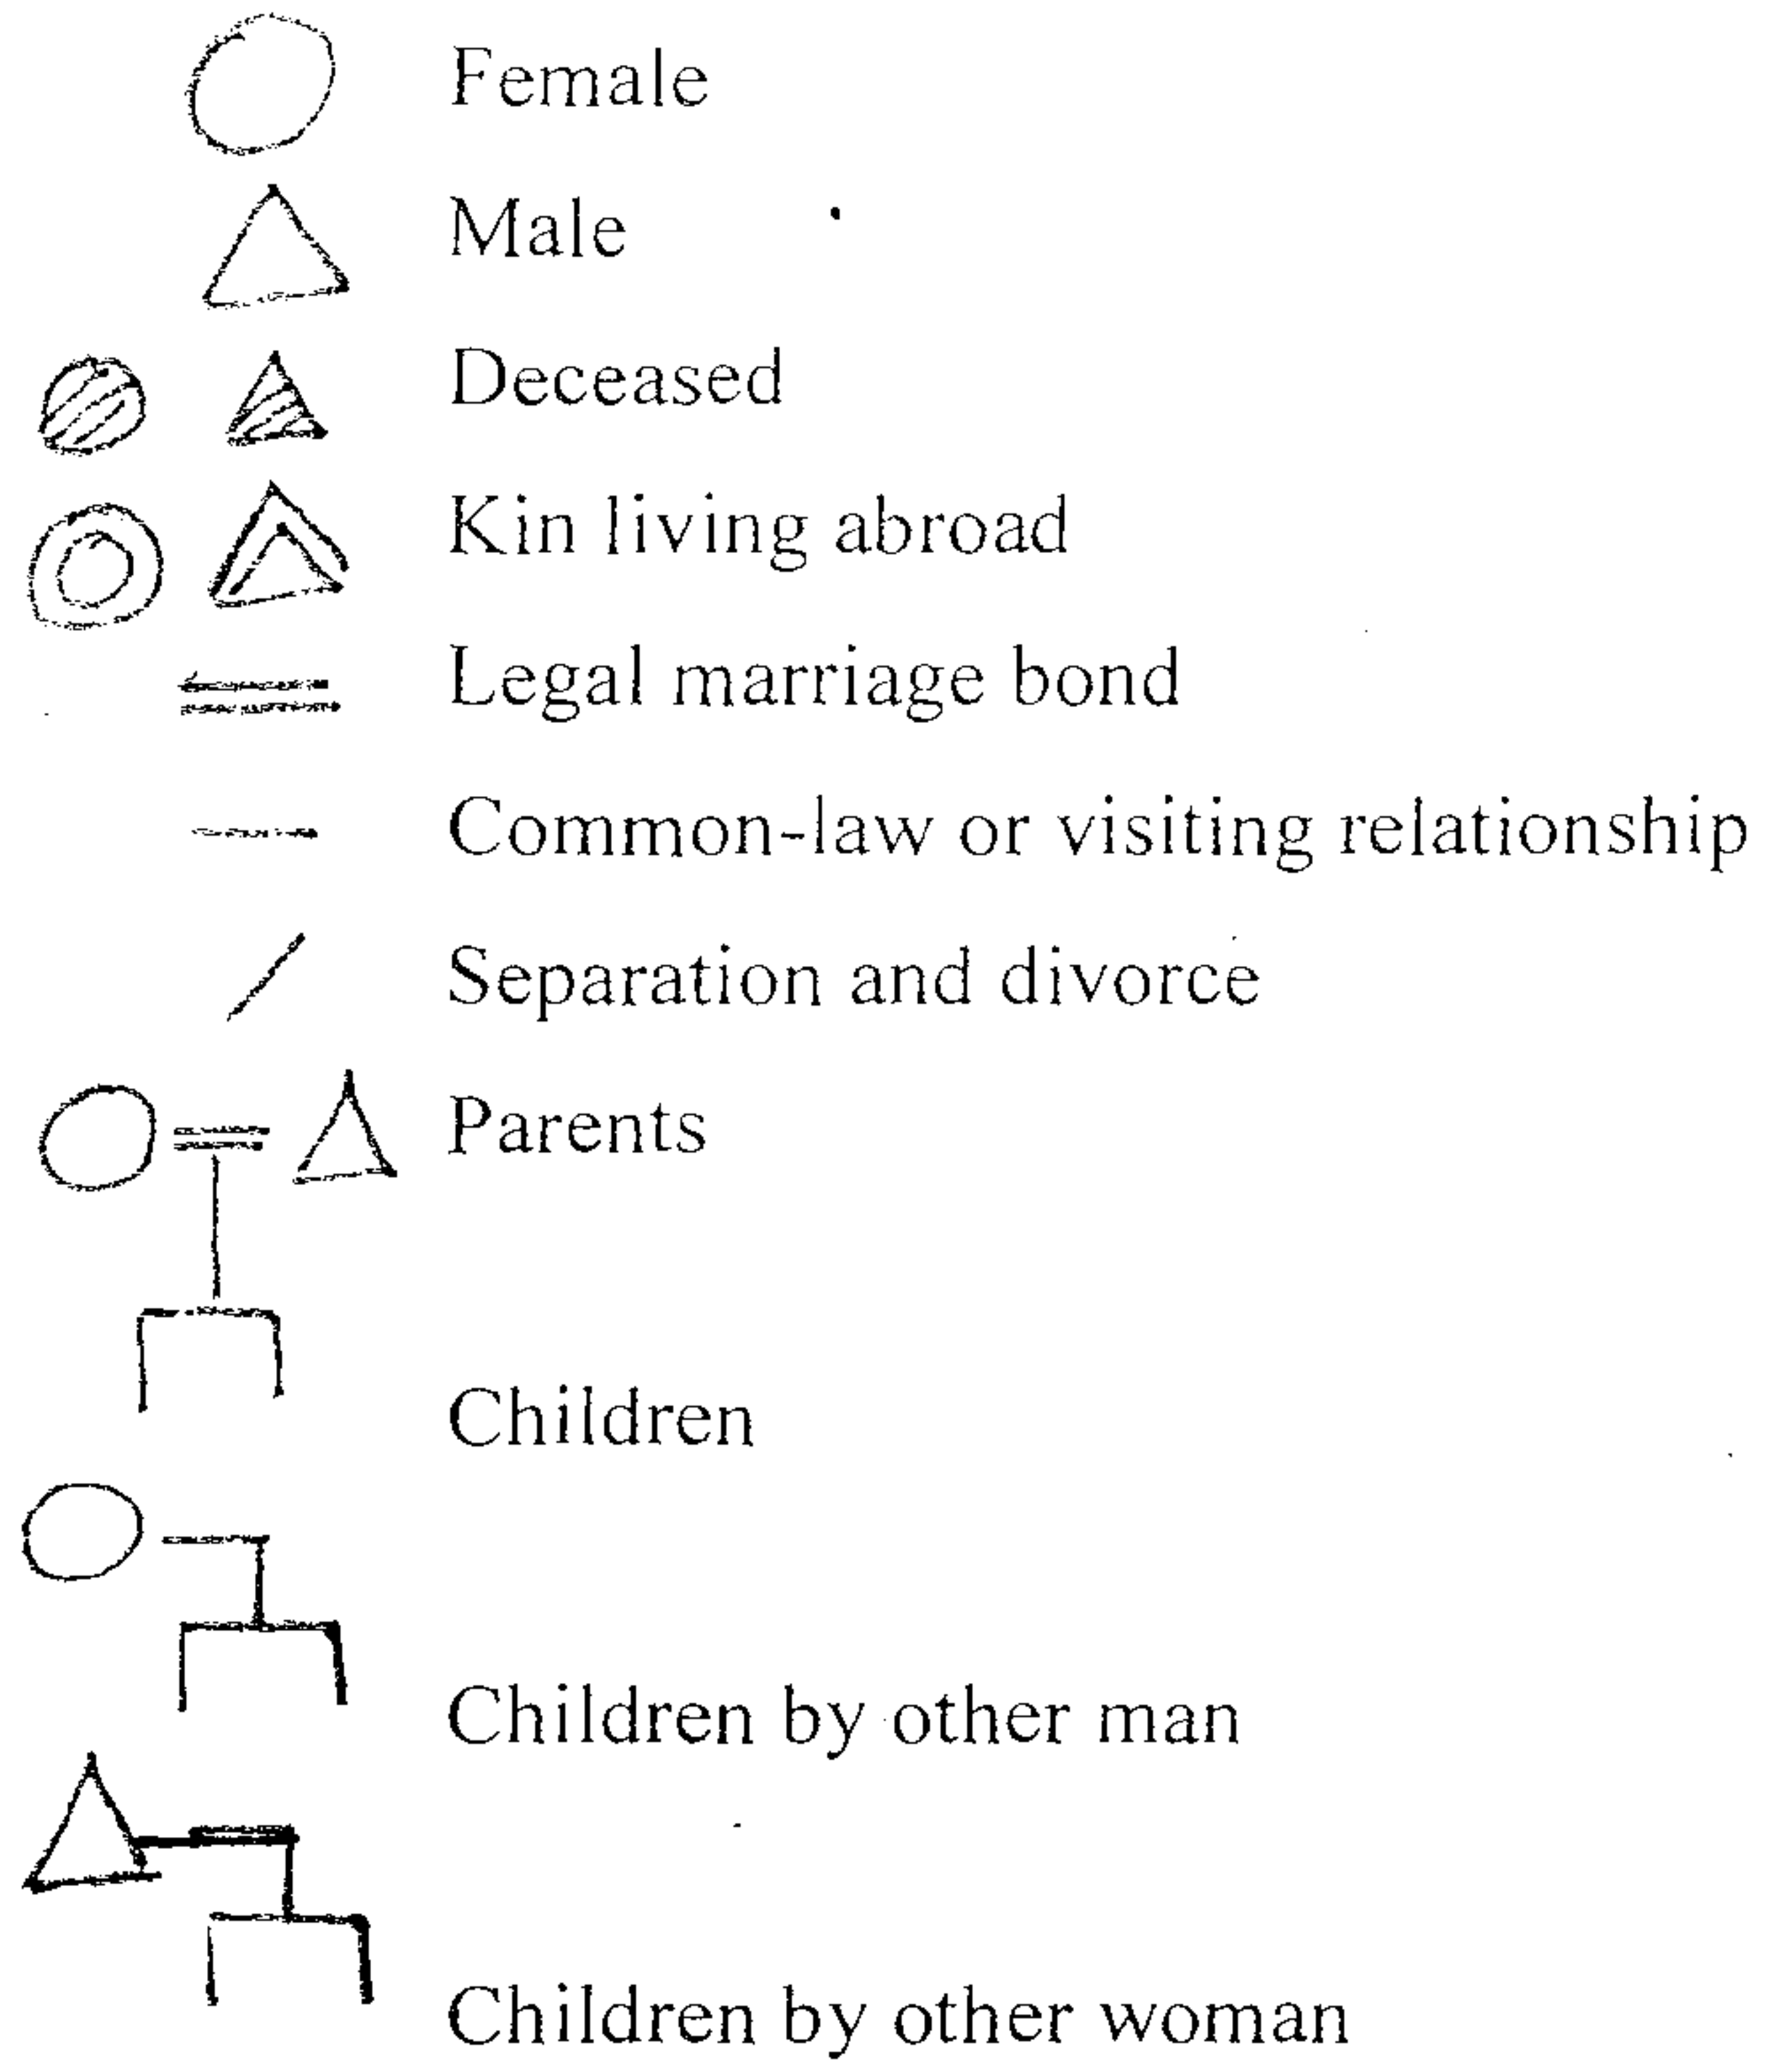 Female
Male
Deceased
Kin living abroad
Legal marriage bond
Common-law or visiting relationship
Separation and divorce
Parents
Children
Children by other man
Children by other woman